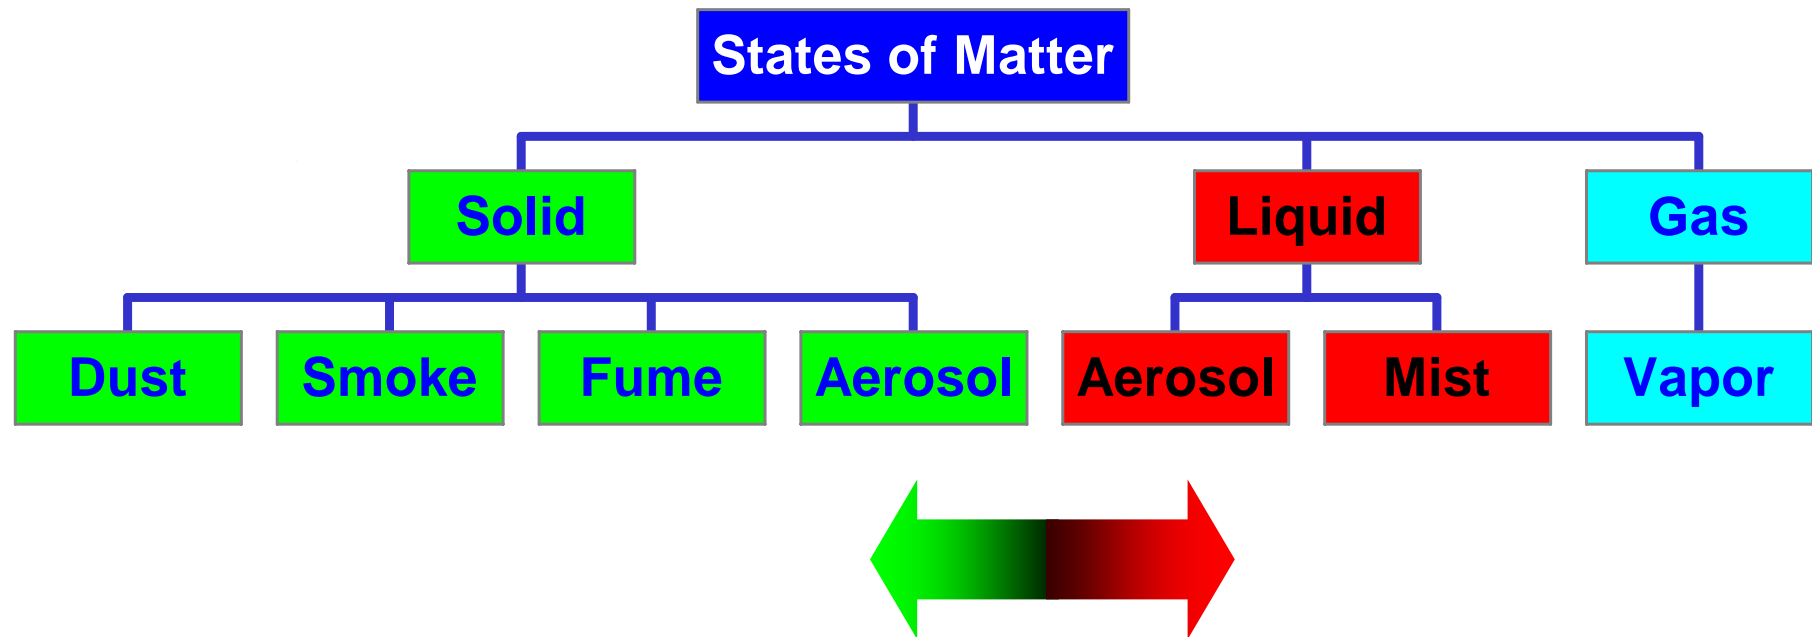 States of Matter
Solid
Liquid
Gas
Dust
Smoke
Fume
Aerosol
Aerosol
Mist
Vapor